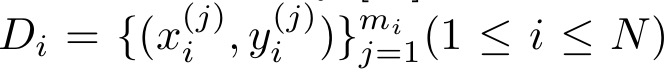 $D_i = \{(x_i^{(j)}, y_i^{(j)})\}_{j=1}^{m_i} (1 \leq i \leq N)$